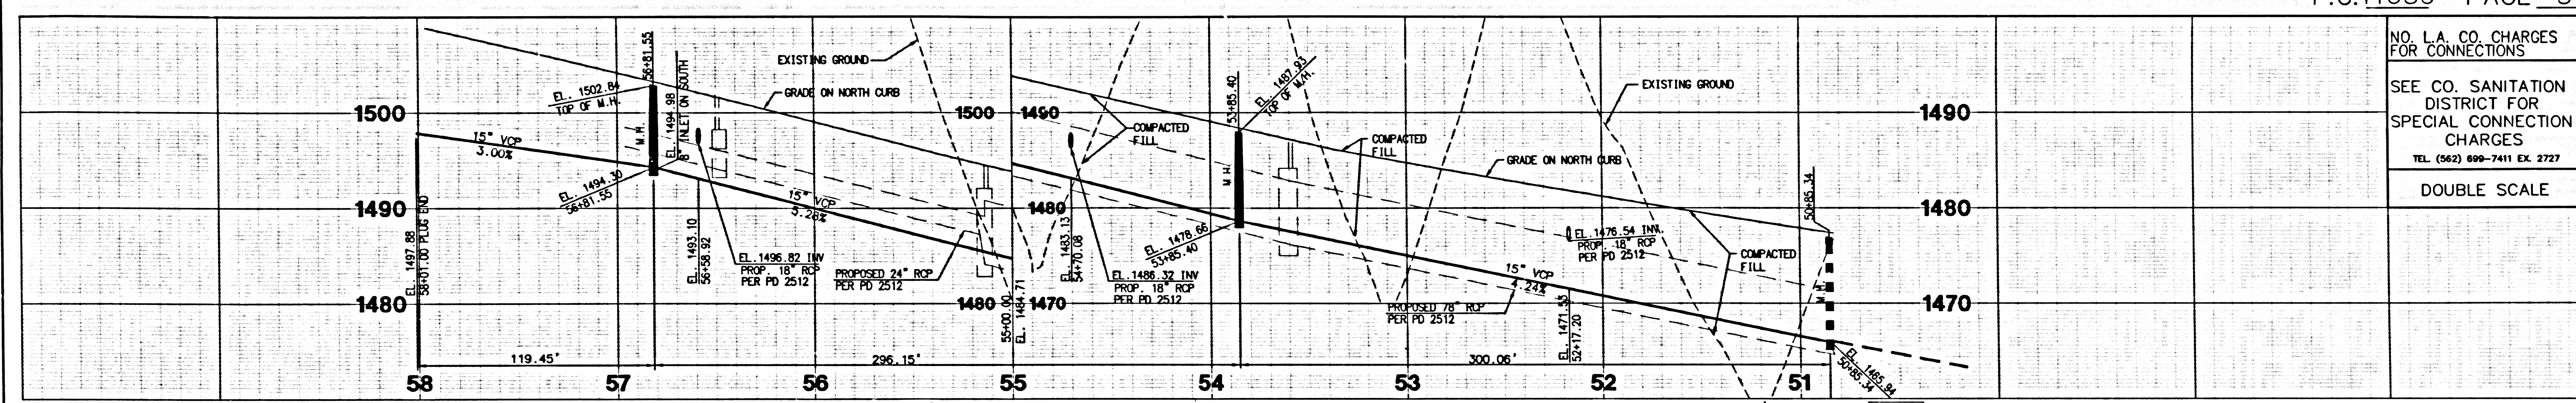 P.C. 11038 PAGE
NO. L.A. CO. CHARGES
FOR CONNECTIONS
SEE CO. SANITATION
DISTRICT FOR
SPECIAL CONNECTION
CHARGES
TEL. (562) 699-7411 EX. 2727
DOUBLE SCALE
1500
1490
1480
EL. 1497.88
58+01.00 PLUG END
15" VCP
3.00%
EL. 1502.84
TOP OF M.H.
56+81.55
M.H.
EL. 1494.98
8" INLET ON SOUTH
EL. 1494.30
56+81.55
EL. 1493.10
56+58.92
EL.1496.82 INV
PROP. 18" RCP
PER PD 2512
EXISTING GROUND
GRADE ON NORTH CURB
15" VCP
5.28%
PROPOSED 24" RCP
PER PD 2512
1500
1490
1480
1480
1470
55+00.00
EL. 1484.71
EL. 1483.13
54+70.08
COMPACTED
FILL
EL.1486.32 INV
PROP. 18" RCP
PER PD 2512
53+85.40
EL. 1487.93
TOP OF M.H.
M.H.
EL. 1478.66
53+85.40
COMPACTED
FILL
GRADE ON NORTH CURB
EXISTING GROUND
PROPOSED 78" RCP
PER PD 2512
15" VCP
4.24%
EL. 1471.53
52+17.20
EL.1476.54 INV.
PROP. 18" RCP
PER PD 2512
COMPACTED
FILL
50+85.34
M.H.
EL. 1465.94
50+85.34
1490
1480
1470
119.45'
296.15'
300.06'
58
57
56
55
54
53
52
51